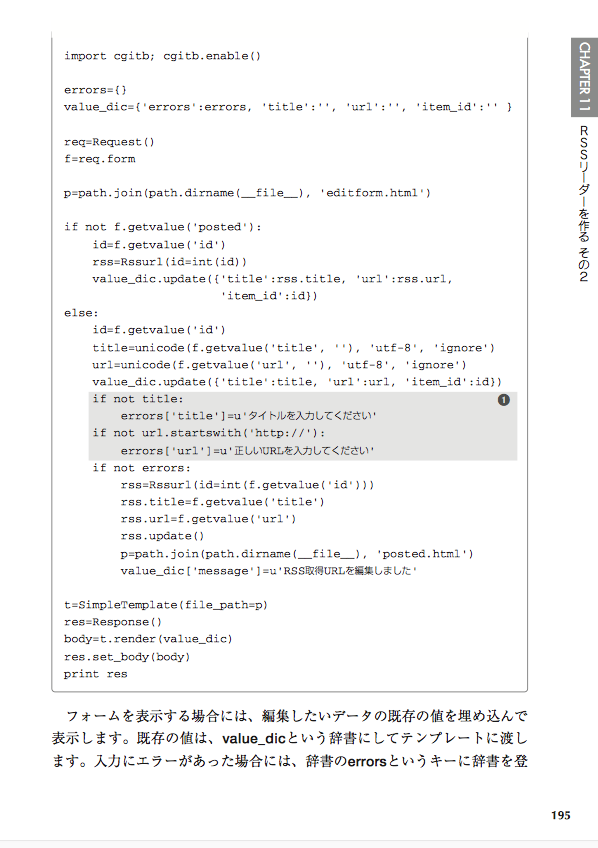 import cgitb; cgitb.enable()
errors={}
value_dic={'errors':errors, 'title':'', 'url':'', 'item_id':'' }
req=Request()
f=req.form
p=path.join(path.dirname(__file__), 'editform.html')
if not f.getvalue('posted'):
    id=f.getvalue('id')
    rss=Rssurl(id=int(id))
    value_dic.update({'title':rss.title, 'url':rss.url,
                      'item_id':id})
else:
    id=f.getvalue('id')
    title=unicode(f.getvalue('title', ''), 'utf-8', 'ignore')
    url=unicode(f.getvalue('url', ''), 'utf-8', 'ignore')
    value_dic.update({'title':title, 'url':url, 'item_id':id})
    if not title: ❶
        errors['title']=u'タイトルを入力してください'
    if not url.startswith('http://'):
        errors['url']=u'正しいURLを入力してください'
    if not errors:
        rss=Rssurl(id=int(f.getvalue('id')))
        rss.title=f.getvalue('title')
        rss.url=f.getvalue('url')
        rss.update()
        p=path.join(path.dirname(__file__), 'posted.html')
        value_dic['message']=u'RSS取得URLを編集しました'
t=SimpleTemplate(file_path=p)
res=Response()
body=t.render(value_dic)
res.set_body(body)
print res
フォームを表示する場合には、編集したいデータの既存の値を埋め込んで
表示します。既存の値は、value_dicという辞書にしてテンプレートに渡し
ます。入力にエラーがあった場合には、辞書のerrorsというキーに辞書を登
CHAPTER 11
RSSリーダーを作る その2
195